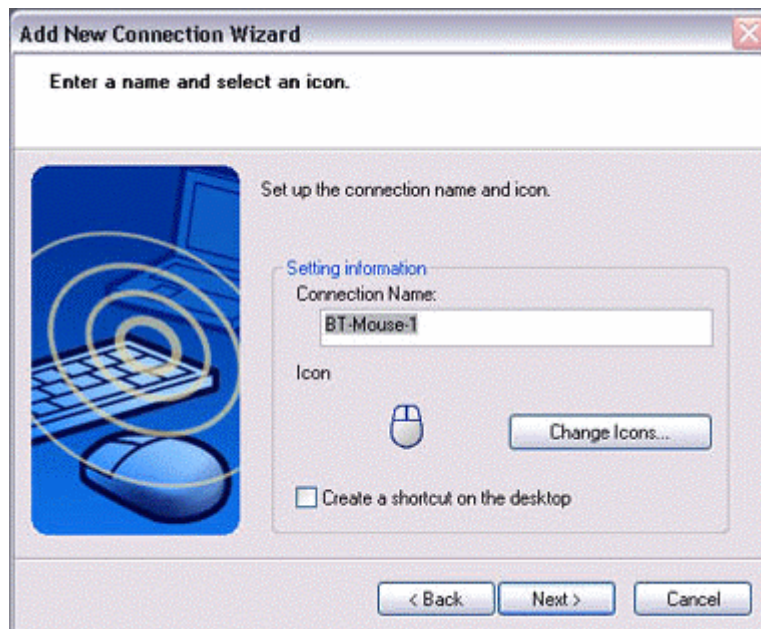 Add New Connection Wizard
Enter a name and select an icon.
Set up the connection name and icon.
Setting information
Connection Name:
BT-Mouse-1
Icon
Change Icons...
Create a shortcut on the desktop
< Back
Next >
Cancel